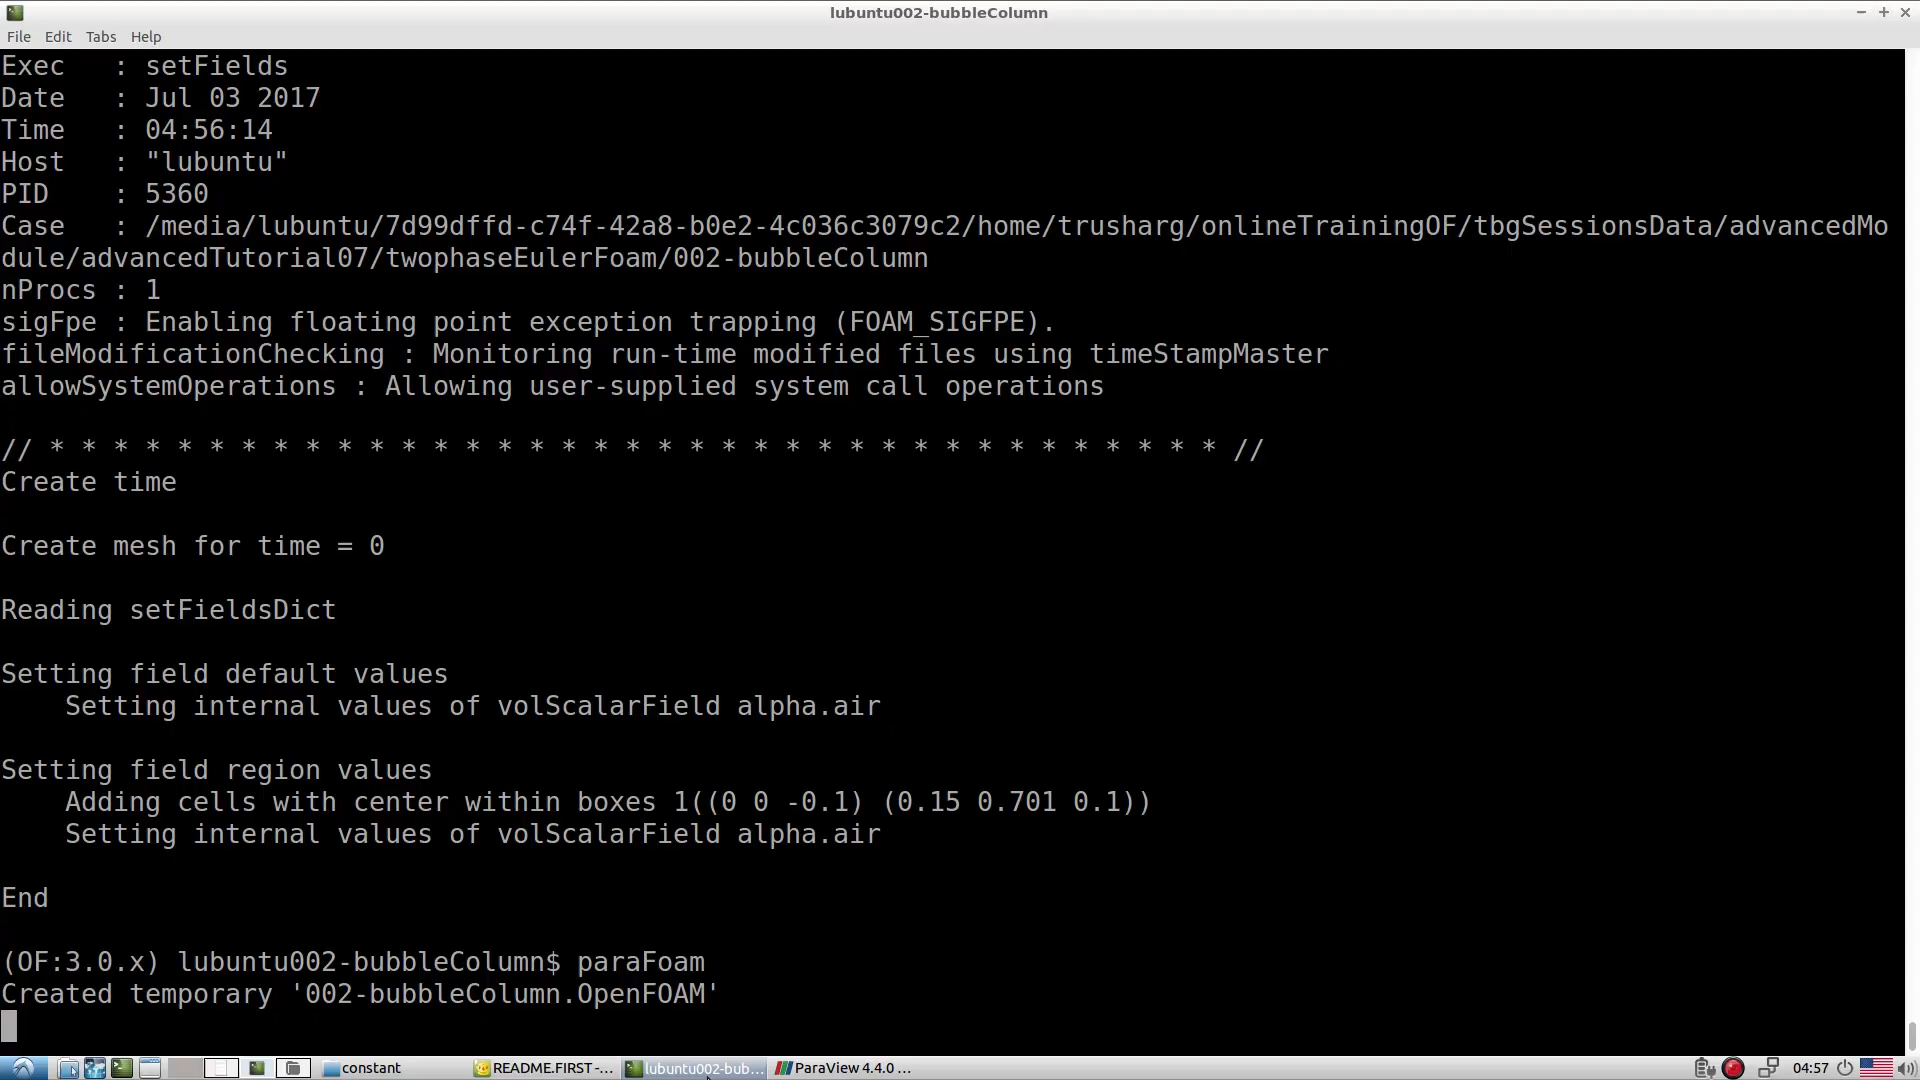 lubuntu002-bubbleColumn
File Edit Tabs Help
Exec : setFields
Date : Jul 03 2017
Time : 04:56:14
Host : "lubuntu"
PID : 5360
Case : /media/lubuntu/7d99dffd-c74f-42a8-b0e2-4c036c3079c2/home/trusharg/onlineTrainingOF/tbgSessionsData/advancedMo
dule/advancedTutorial07/twophaseEulerFoam/002-bubbleColumn
nProcs : 1
sigFpe : Enabling floating point exception trapping (FOAM_SIGFPE).
fileModificationChecking : Monitoring run-time modified files using timeStampMaster
allowSystemOperations : Allowing user-supplied system call operations
// * * * * * * * * * * * * * * * * * * * * * * * * * * * * * * * * * * * * * //
Create time
Create mesh for time = 0
Reading setFieldsDict
Setting field default values
Setting internal values of volScalarField alpha.air
Setting field region values
Adding cells with center within boxes 1((0 0 -0.1) (0.15 0.701 0.1))
Setting internal values of volScalarField alpha.air
End
(OF:3.0.x) lubuntu002-bubbleColumn$ paraFoam
Created temporary '002-bubbleColumn.OpenFOAM'
constant README.FIRST -... lubuntu002-bub... ParaView 4.4.0 ... 04:57